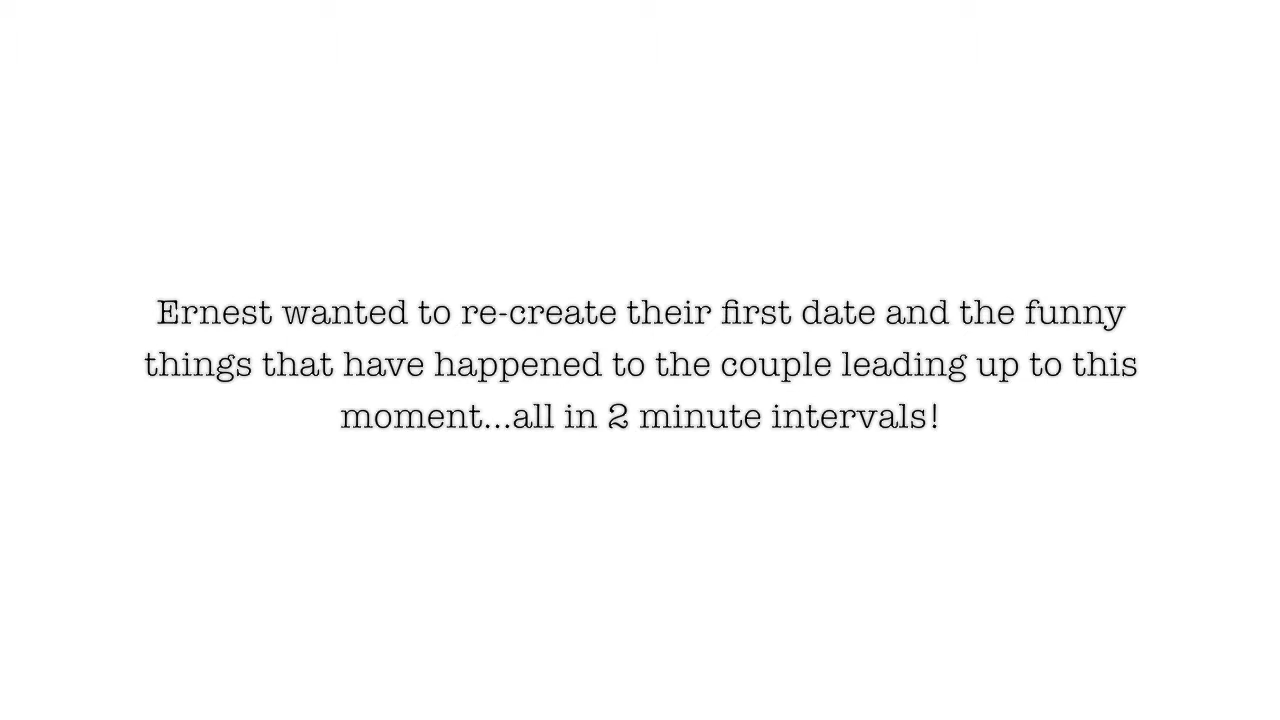 Ernest wanted to re-create their first date and the funny
things that have happened to the couple leading up to this
moment...all in 2 minute intervals!